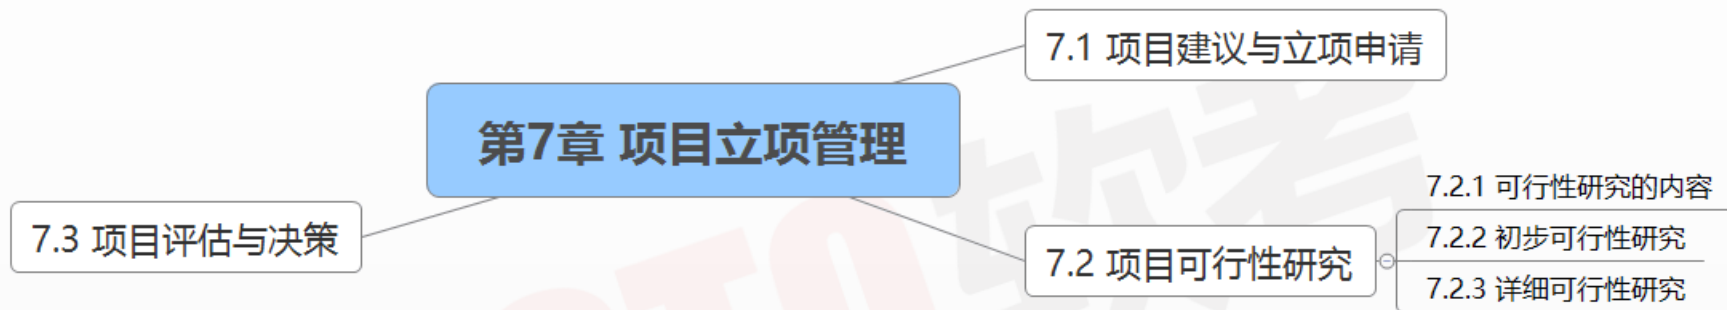 第7章 项目立项管理
7.1 项目建议与立项申请
7.2 项目可行性研究
7.2.1 可行性研究的内容
7.2.2 初步可行性研究
7.2.3 详细可行性研究
7.3 项目评估与决策
软考